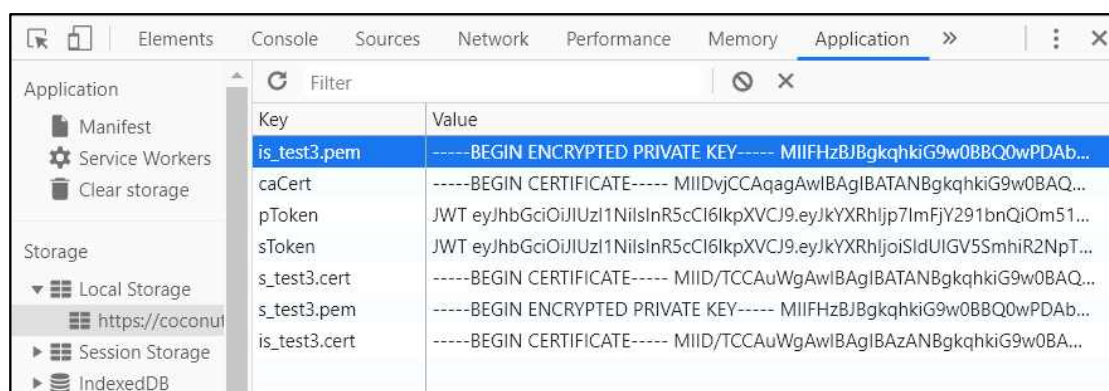 Elements Console Sources Network Performance Memory Application »
Application
Manifest
Service Workers
Clear storage
Storage
Local Storage
https://coconut
Session Storage
IndexedDB
Filter
Key Value
is_test3.pem -----BEGIN ENCRYPTED PRIVATE KEY----- MIIFHzBJBgkqhkiG9w0BBQ0wPDAb...
caCert -----BEGIN CERTIFICATE----- MIIDvjCCAqagAwIBAgIBATANBgkqhkiG9w0BAQ...
pToken JWT eyJhbGciOiJIUzI1NiIsInR5cCI6IkpXVCJ9.eyJkYXRhIjp7ImFjY291bnQiOm51...
sToken JWT eyJhbGciOiJIUzI1NiIsInR5cCI6IkpXVCJ9.eyJkYXRhIjoiSldUIGV5SmhiR2NpT...
s_test3.cert -----BEGIN CERTIFICATE----- MIID/TCCAuWgAwIBAgIBATANBgkqhkiG9w0BAQ...
s_test3.pem -----BEGIN ENCRYPTED PRIVATE KEY----- MIIFHzBJBgkqhkiG9w0BBQ0wPDAb...
is_test3.cert -----BEGIN CERTIFICATE----- MIID/TCCAuWgAwIBAgIBAzANBgkqhkiG9w0BA...